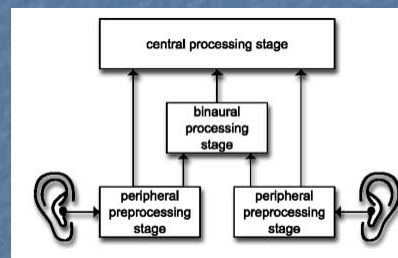 central processing stage
binaural
processing
stage
peripheral
preprocessing
stage
peripheral
preprocessing
stage